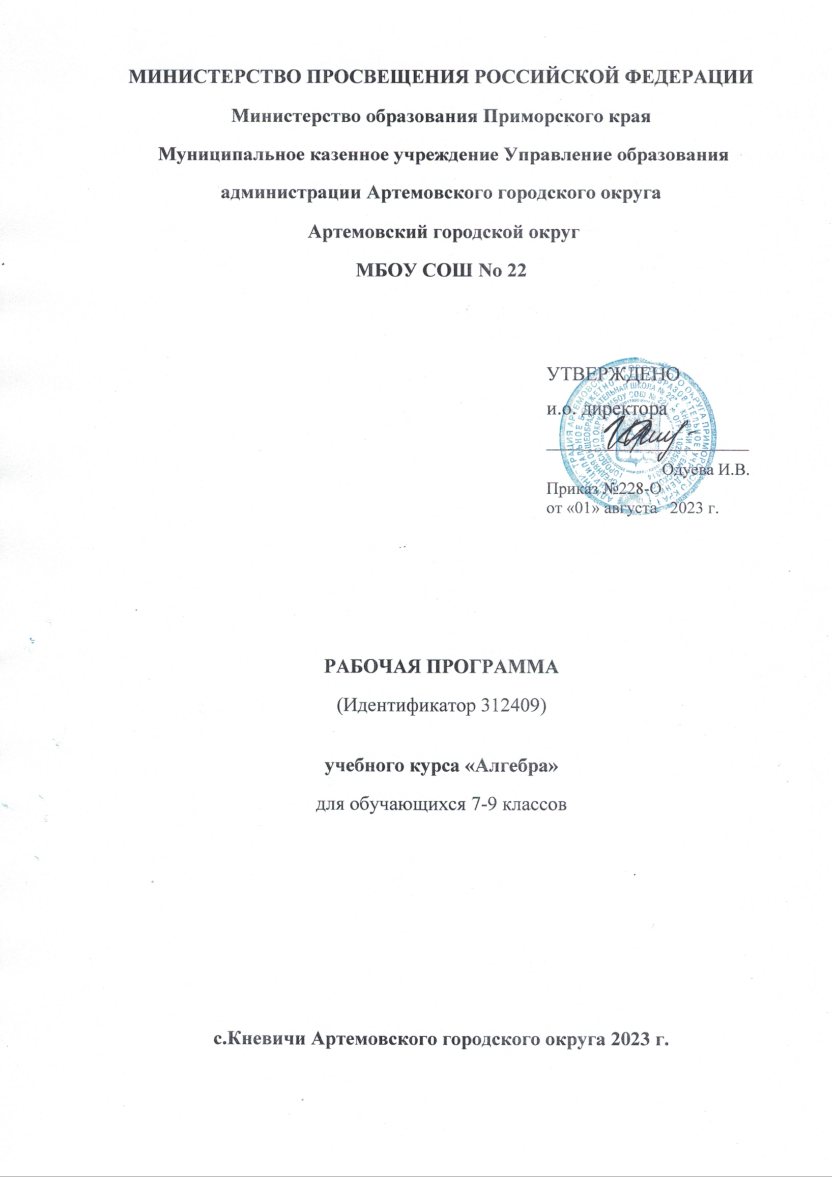 МИНИСТЕРСТВО ПРОСВЕЩЕНИЯ РОССИЙСКОЙ ФЕДЕРАЦИИ
Министерство образования Приморского края
Муниципальное казенное учреждение Управление образования
администрации Артемовского городского округа
Артемовский городской округ
МБОУ СОШ No 22
УТВЕРЖДЕНО
и.о. директора
Одуева И.В.
Приказ №228-О
от «01» августа 2023 г.
РАБОЧАЯ ПРОГРАММА
(Идентификатор 312409)
учебного курса «Алгебра»
для обучающихся 7-9 классов
с.Кневичи Артемовского городского округа 2023 г.